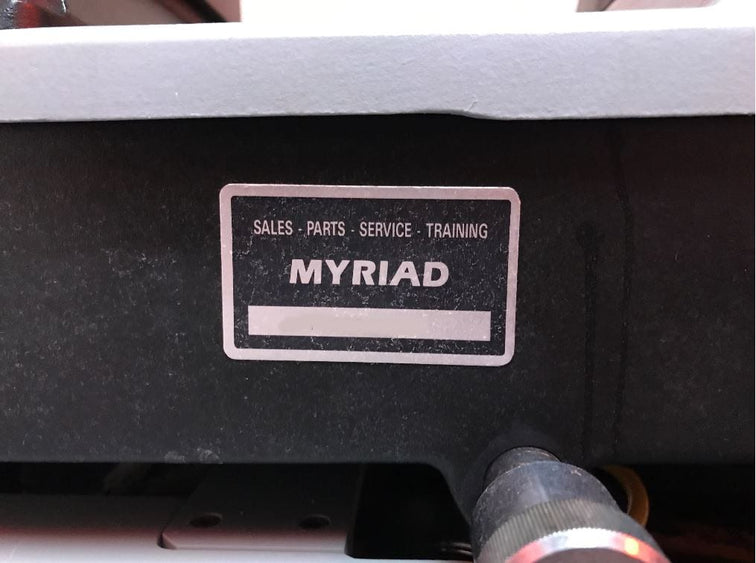 SALES - PARTS - SERVICE - TRAINING
MYRIAD